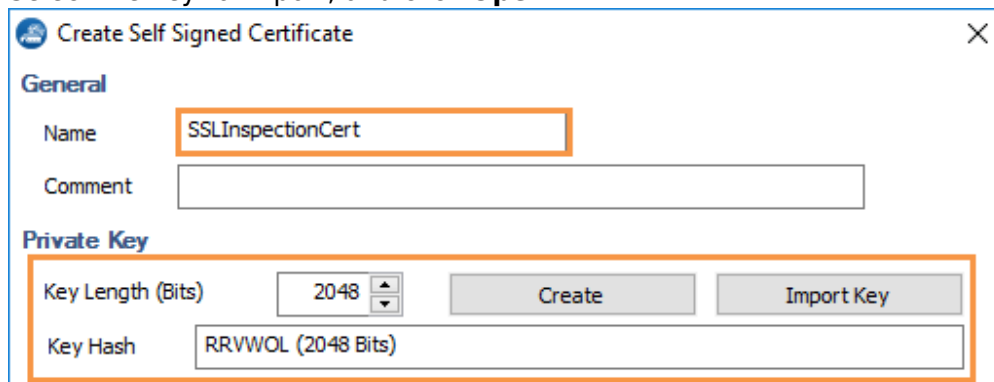 Create Self Signed Certificate
General
Name SSLInspectionCert
Comment
Private Key
Key Length (Bits) 2048 Create Import Key
Key Hash RRVWOL (2048 Bits)